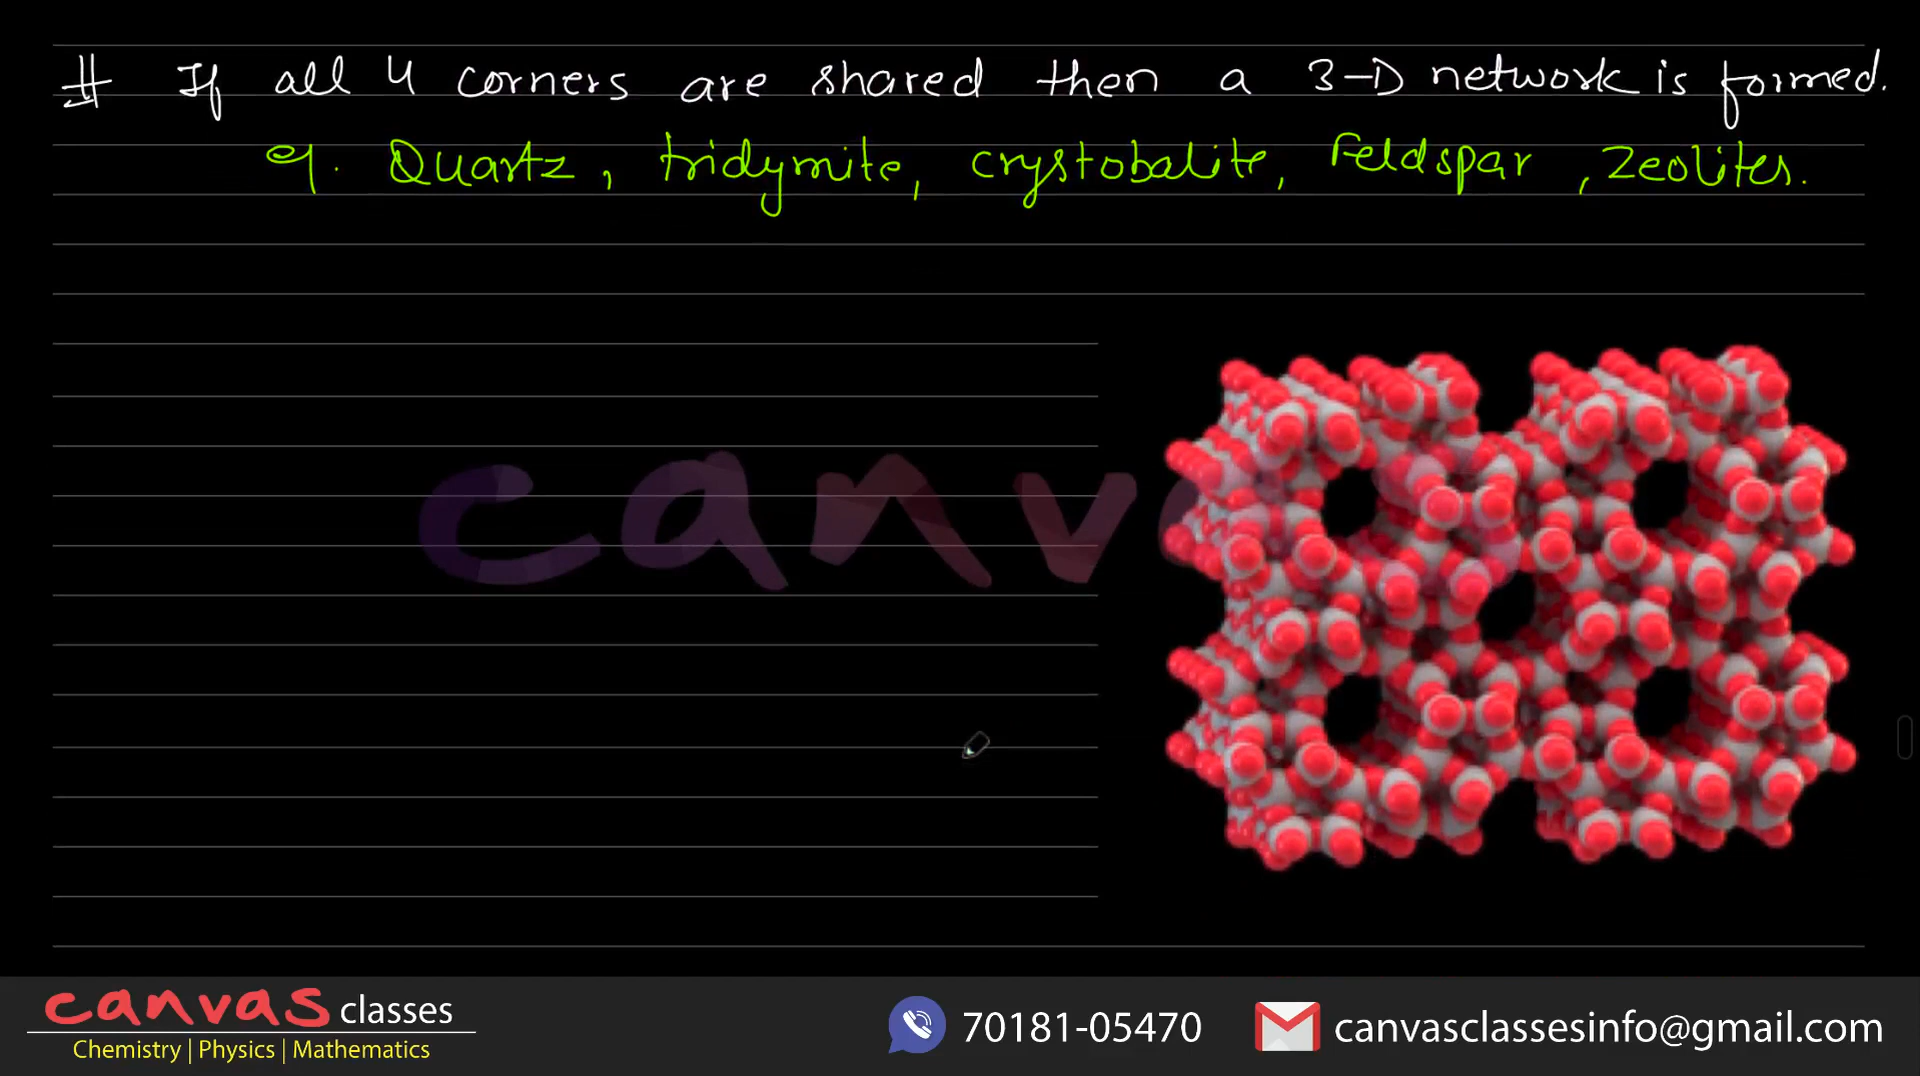 # If all 4 corners are shared then a 3-D network is formed.
eg. Quartz, tridymite, crystobalite, Feldspar, Zeolites.
canva
canvas classes
Chemistry | Physics | Mathematics
70181-05470
canvasclassesinfo@gmail.com